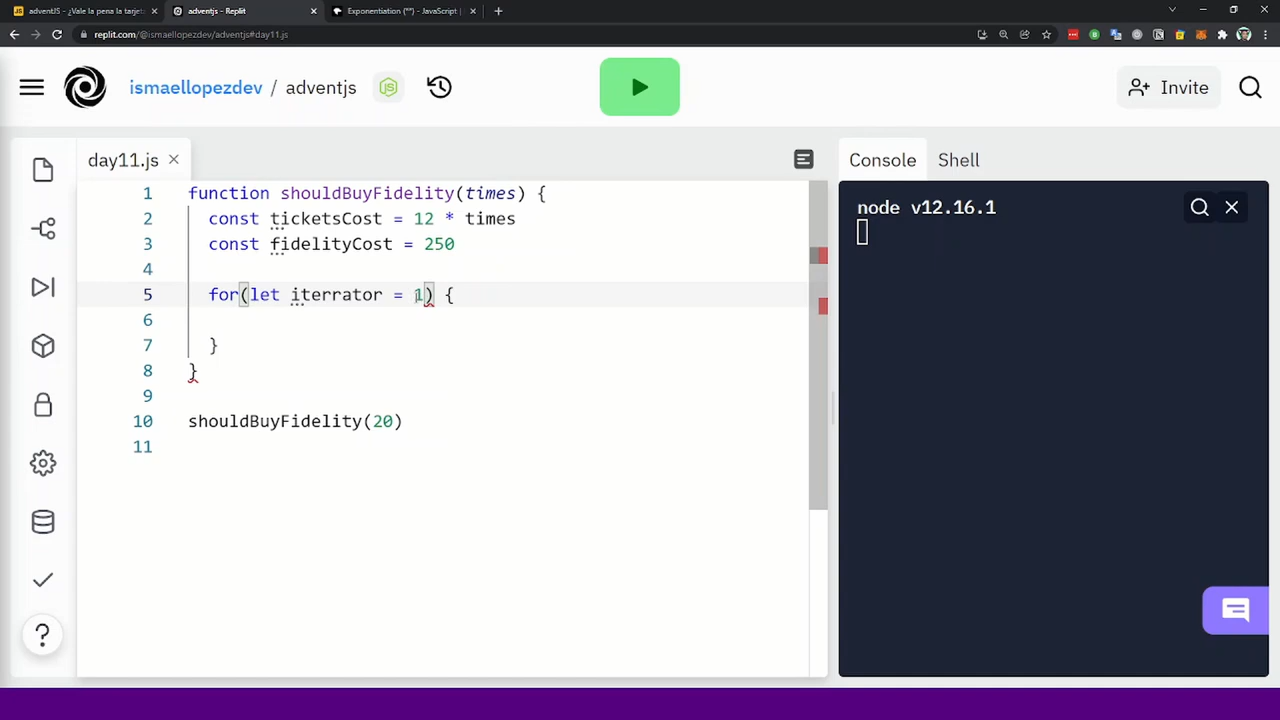 adventJS - ¿Vale la pena la tarjet
adventjs - Replit
Exponentiation (**) - JavaScript |
replit.com/@ismaellopezdev/adventjs#day11.js
ismaellopezdev / adventjs
Invite
day11.js
Console
Shell
1 function shouldBuyFidelity(times) {
2 const ticketsCost = 12 * times
3 const fidelityCost = 250
4
5 for(let iterrator = 1) {
6
7 }
8 }
9
10 shouldBuyFidelity(20)
11
node v12.16.1
?